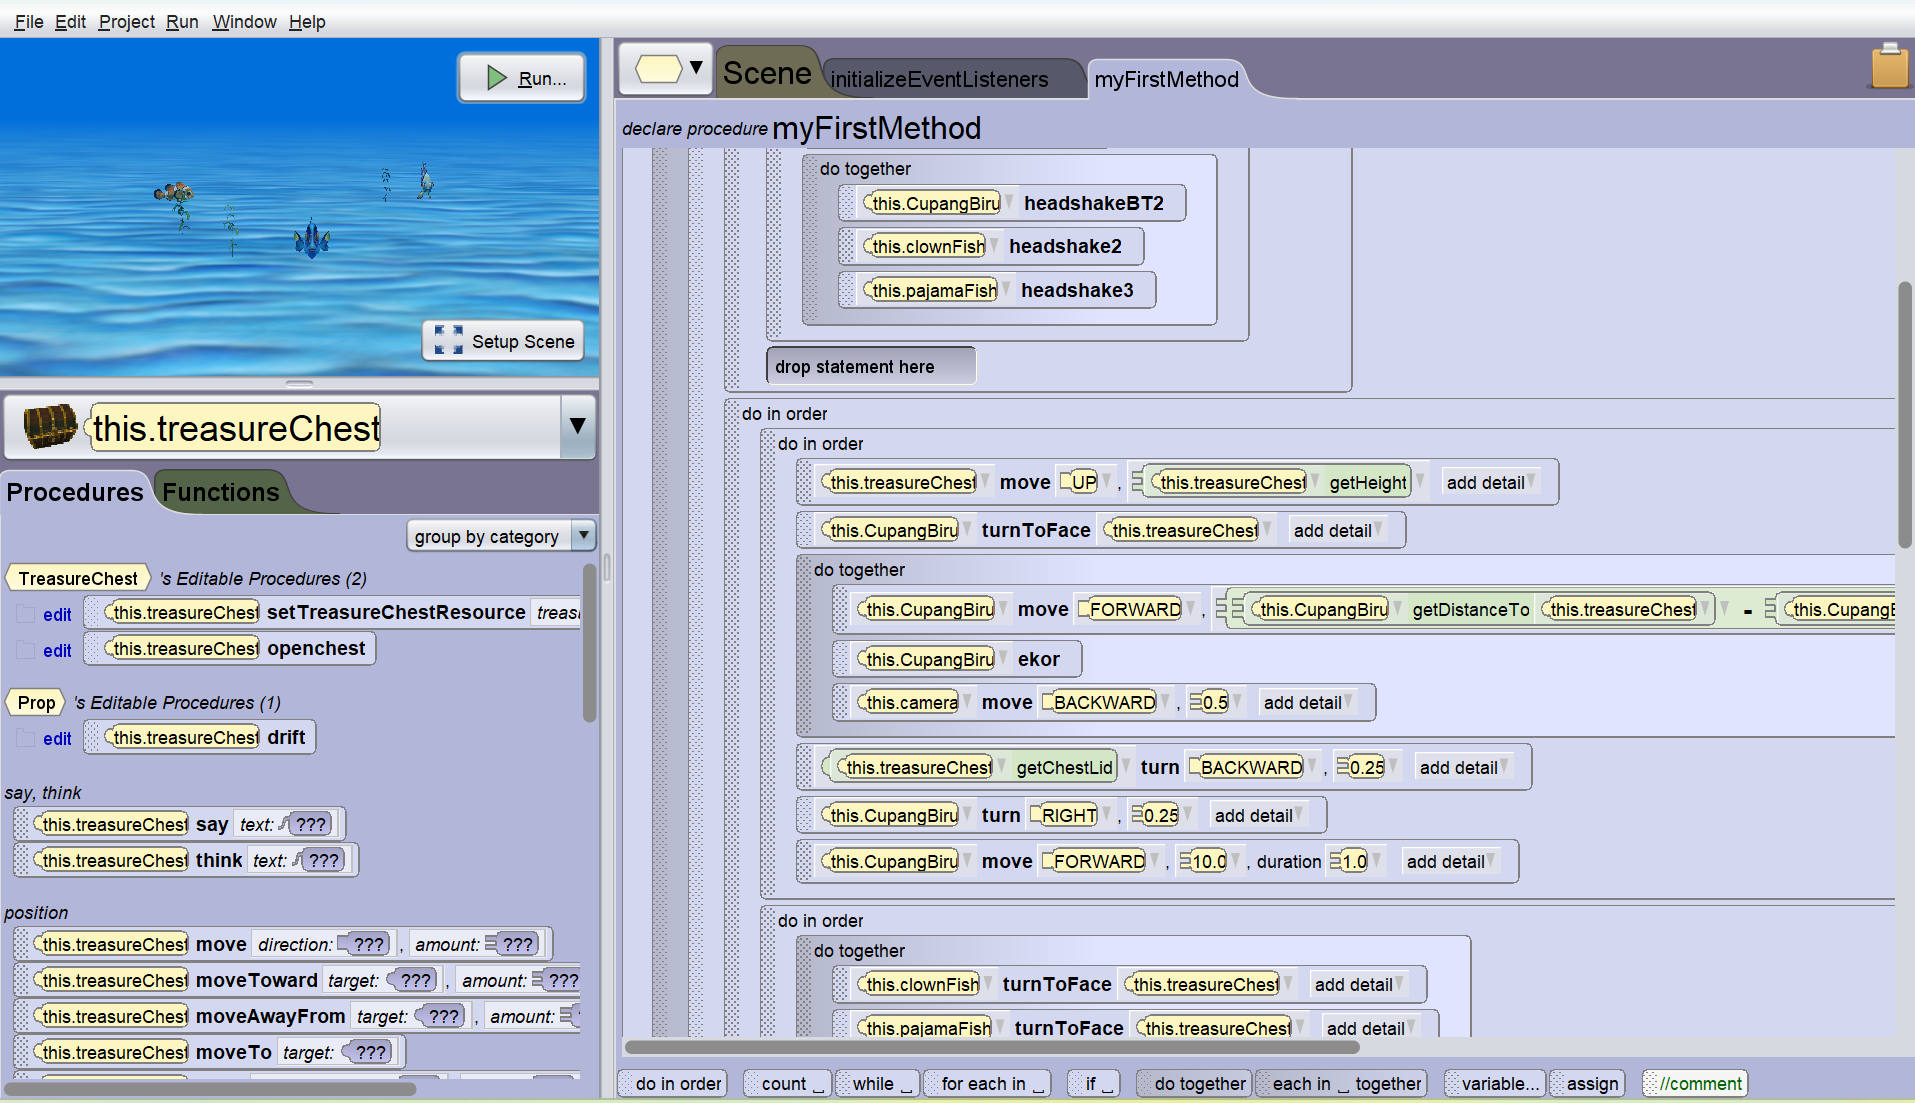 File Edit Project Run Window Help
Run...
Setup Scene
this.treasureChest
Procedures Functions
group by category
TreasureChest 's Editable Procedures (2)
edit this.treasureChest setTreasureChestResource
edit this.treasureChest openchest
Prop 's Editable Procedures (1)
edit this.treasureChest drift
say, think
this.treasureChest say text: ???
this.treasureChest think text: ???
position
this.treasureChest move direction: ???, amount: ???
this.treasureChest moveToward target: ???, amount: ???
this.treasureChest moveAwayFrom target: ???, amount:
this.treasureChest moveTo target: ???
Scene initializeEventListeners myFirstMethod
declare procedure myFirstMethod
do together
this.CupangBiru headshakeBT2
this.clownFish headshake2
this.pajamaFish headshake3
drop statement here
do in order
do in order
this.treasureChest move UP, this.treasureChest getHeight add detail
this.CupangBiru turnToFace this.treasureChest add detail
do together
this.CupangBiru move FORWARD, this.CupangBiru getDistanceTo this.treasureChest - this.CupangB
this.CupangBiru ekor
this.camera move BACKWARD, 0.5 add detail
this.treasureChest getChestLid turn BACKWARD, 0.25 add detail
this.CupangBiru turn RIGHT, 0.25 add detail
this.CupangBiru move FORWARD, 10.0, duration 1.0 add detail
do in order
do together
this.clownFish turnToFace this.treasureChest add detail
this.pajamaFish turnToFace this.treasureChest add detail
do in order count _ while _ for each in _ if _ do together each in _ together variable... assign //comment